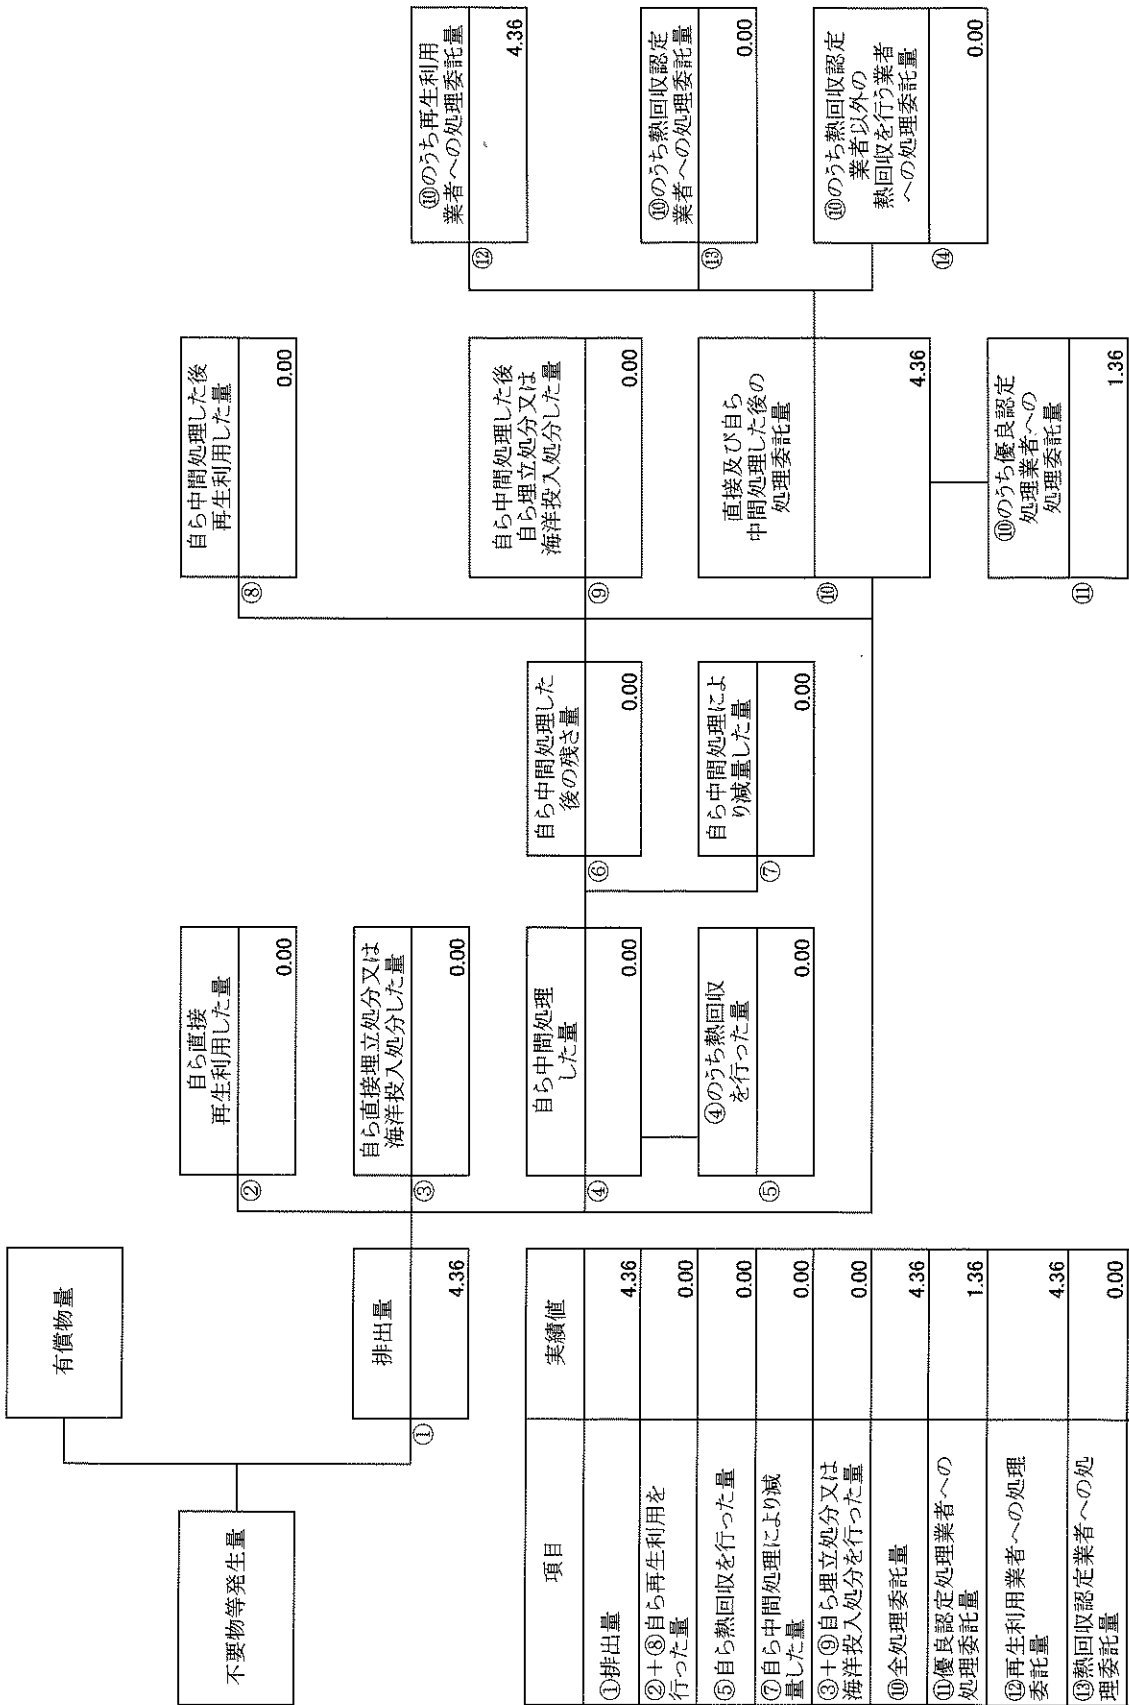 不要物等発生量
有償物量
排出量
①
4.36
自ら直接
再生利用した量
②
0.00
自ら直接埋立処分又は
海洋投入処分した量
③
0.00
自ら中間処理
した量
④
0.00
④のうち熱回収
を行った量
⑤
0.00
自ら中間処理した
後の残さ量
⑥
0.00
自ら中間処理によ
り減量した量
⑦
0.00
自ら中間処理した後
再生利用した量
⑧
0.00
自ら中間処理した後
自ら埋立処分又は
海洋投入処分した量
⑨
0.00
直接及び自ら
中間処理した後の
処理委託量
⑩
4.36
⑩のうち優良認定
処理業者への
処理委託量
⑪
1.36
⑩のうち再生利用
業者への処理委託量
⑫
4.36
⑩のうち熱回収認定
業者への処理委託量
⑬
0.00
⑩のうち熱回収認定
業者以外の
熱回収を行う業者
への処理委託量
⑭
0.00
項目 実績値
①排出量 4.36
②+⑧自ら再生利用を
行った量 0.00
⑤自ら熱回収を行った量 0.00
⑦自ら中間処理により減
量した量 0.00
③+⑨自ら埋立処分又は
海洋投入処分を行った量 0.00
⑩全処理委託量 4.36
⑪優良認定処理業者への
処理委託量 1.36
⑫再生利用業者への処理
委託量 4.36
⑬熱回収認定業者への処
理委託量 0.00